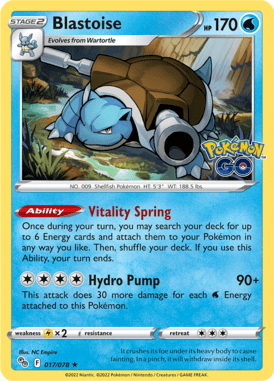 STAGE 2 Blastoise HP 170
Evolves from Wartortle
Pokémon
GO
NO. 009 Shellfish Pokémon. HT. 5'3" WT. 188.5 lbs.
Ability Vitality Spring
Once during your turn, you may search your deck for up
to 6 Energy cards and attach them to your Pokémon in
any way you like. Then, shuffle your deck. If you use this
Ability, your turn ends.
Hydro Pump 90+
This attack does 30 more damage for each Energy
attached to this Pokémon.
weakness ×2 resistance retreat
Illus. NC Empire
F 017/078 ★
It crushes its foe under its heavy body to cause
fainting. In a pinch, it will withdraw inside its shell.
©2022 Niantic. ©2022 Pokémon / Nintendo / Creatures / GAME FREAK.